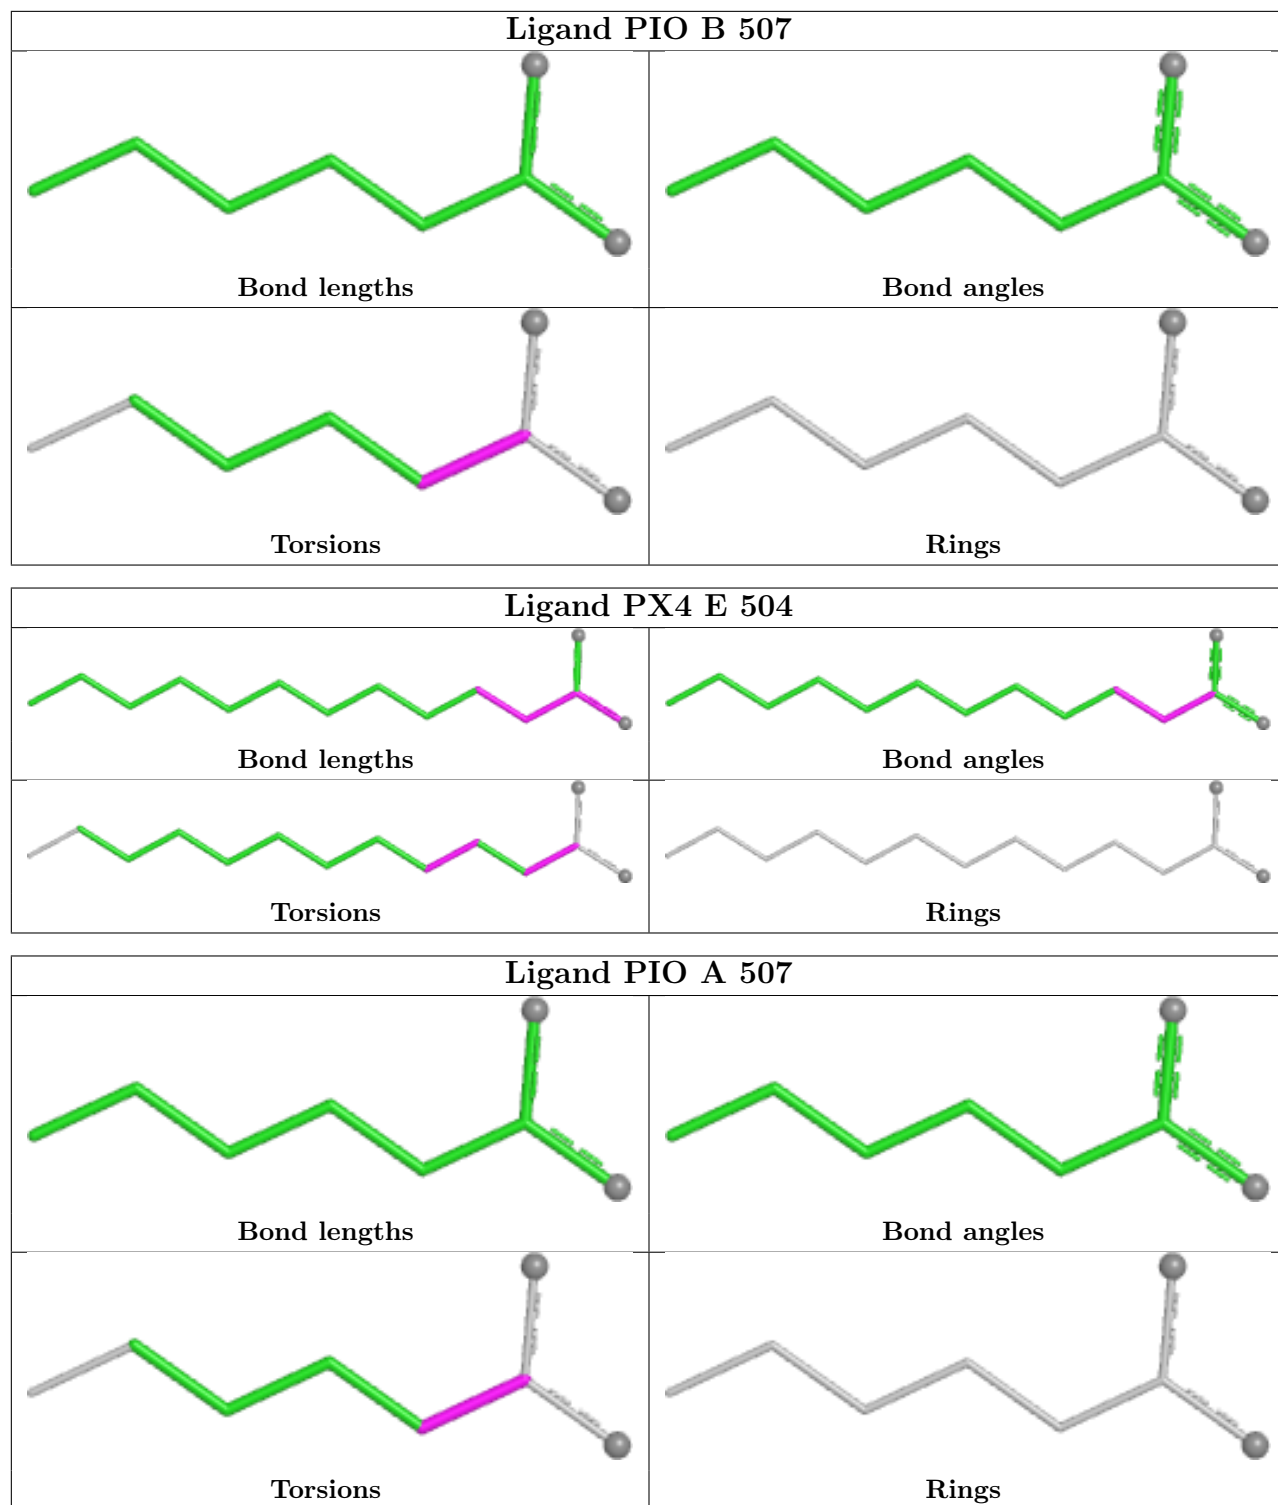 Ligand PIO B 507
Bond lengths
Bond angles
Torsions
Rings
Ligand PX4 E 504
Bond lengths
Bond angles
Torsions
Rings
Ligand PIO A 507
Bond lengths
Bond angles
Torsions
Rings